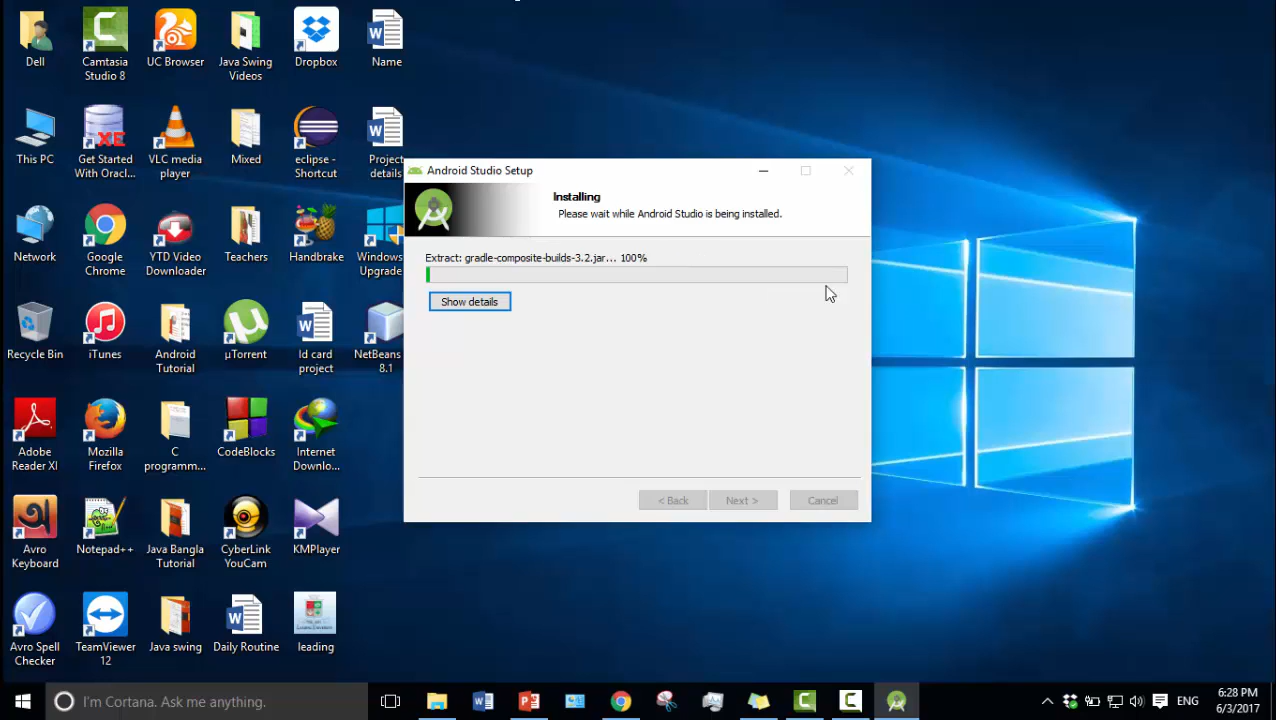 Dell
Camtasia
Studio 8
UC Browser
Java Swing
Videos
Dropbox
Name
This PC
XE
Get Started
With Oracl...
VLC media
player
Mixed
eclipse -
Shortcut
Project
details
Network
Google
Chrome
YTD Video
Downloader
Teachers
Handbrake
Windows
Upgrade
Recycle Bin
iTunes
Android
Tutorial
µTorrent
Id card
project
NetBeans
8.1
Adobe
Reader XI
Mozilla
Firefox
C
programm...
CodeBlocks
Internet
Downlo...
Avro
Keyboard
Notepad++
Java Bangla
Tutorial
CyberLink
YouCam
KMPlayer
Avro Spell
Checker
TeamViewer
12
Java swing
Daily Routine
leading
Android Studio Setup
Installing
Please wait while Android Studio is being installed.
Extract: gradle-composite-builds-3.2.jar... 100%
Show details
< Back
Next >
Cancel
I'm Cortana. Ask me anything.
ENG
6:28 PM
6/3/2017